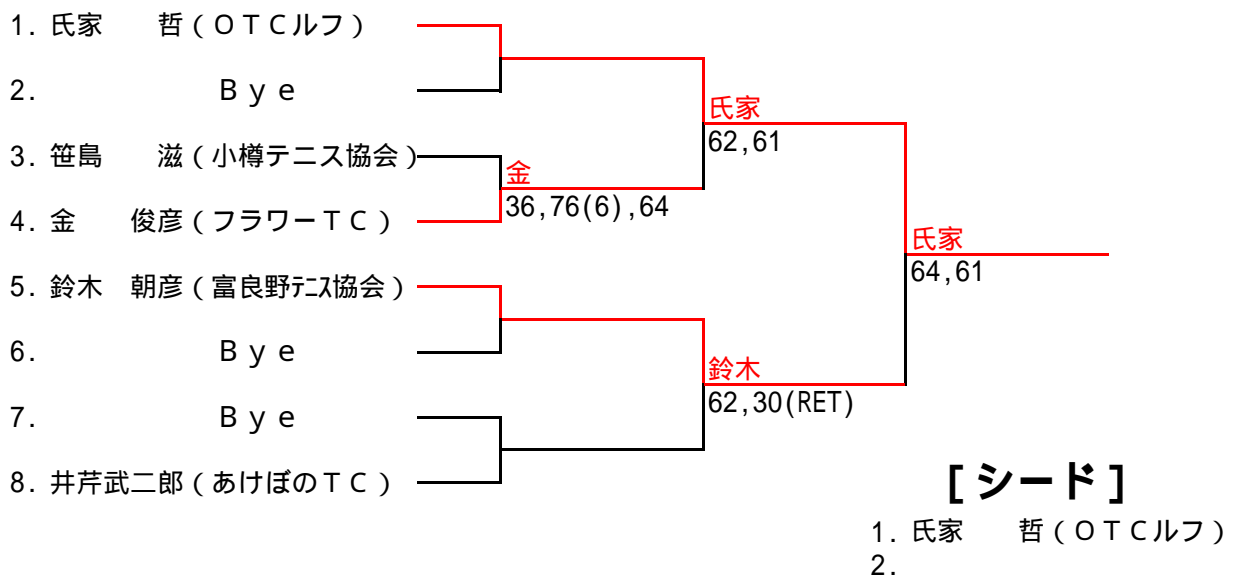 1. 氏家　　哲（ＯＴＣルフ）
2. Ｂｙｅ
3. 笹島　　滋（小樽テニス協会）
4. 金　　俊彦（フラワーＴＣ）
5. 鈴木　朝彦（富良野ﾃﾆｽ協会）
6. Ｂｙｅ
7. Ｂｙｅ
8. 井芹武二郎（あけぼのＴＣ）
金
36,76(6),64
氏家
62,61
鈴木
62,30(RET)
氏家
64,61
[シード]
1. 氏家　　哲（ＯＴＣルフ）
2.